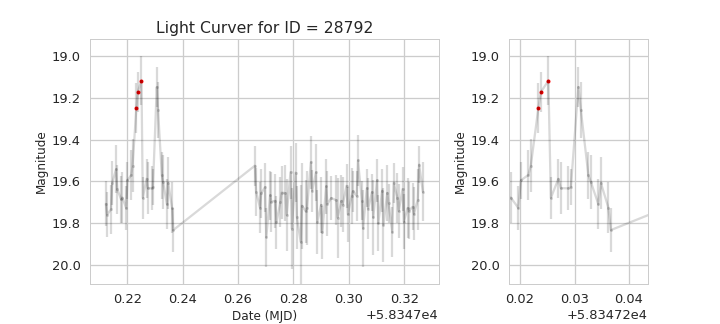 Light Curver for ID = 28792
Magnitude
19.0
19.2
19.4
19.6
19.8
20.0
0.22 0.24 0.26 0.28 0.30 0.32
Date (MJD) +5.8347e4
Magnitude
19.0
19.2
19.4
19.6
19.8
20.0
0.02 0.03 0.04
+5.83472e4